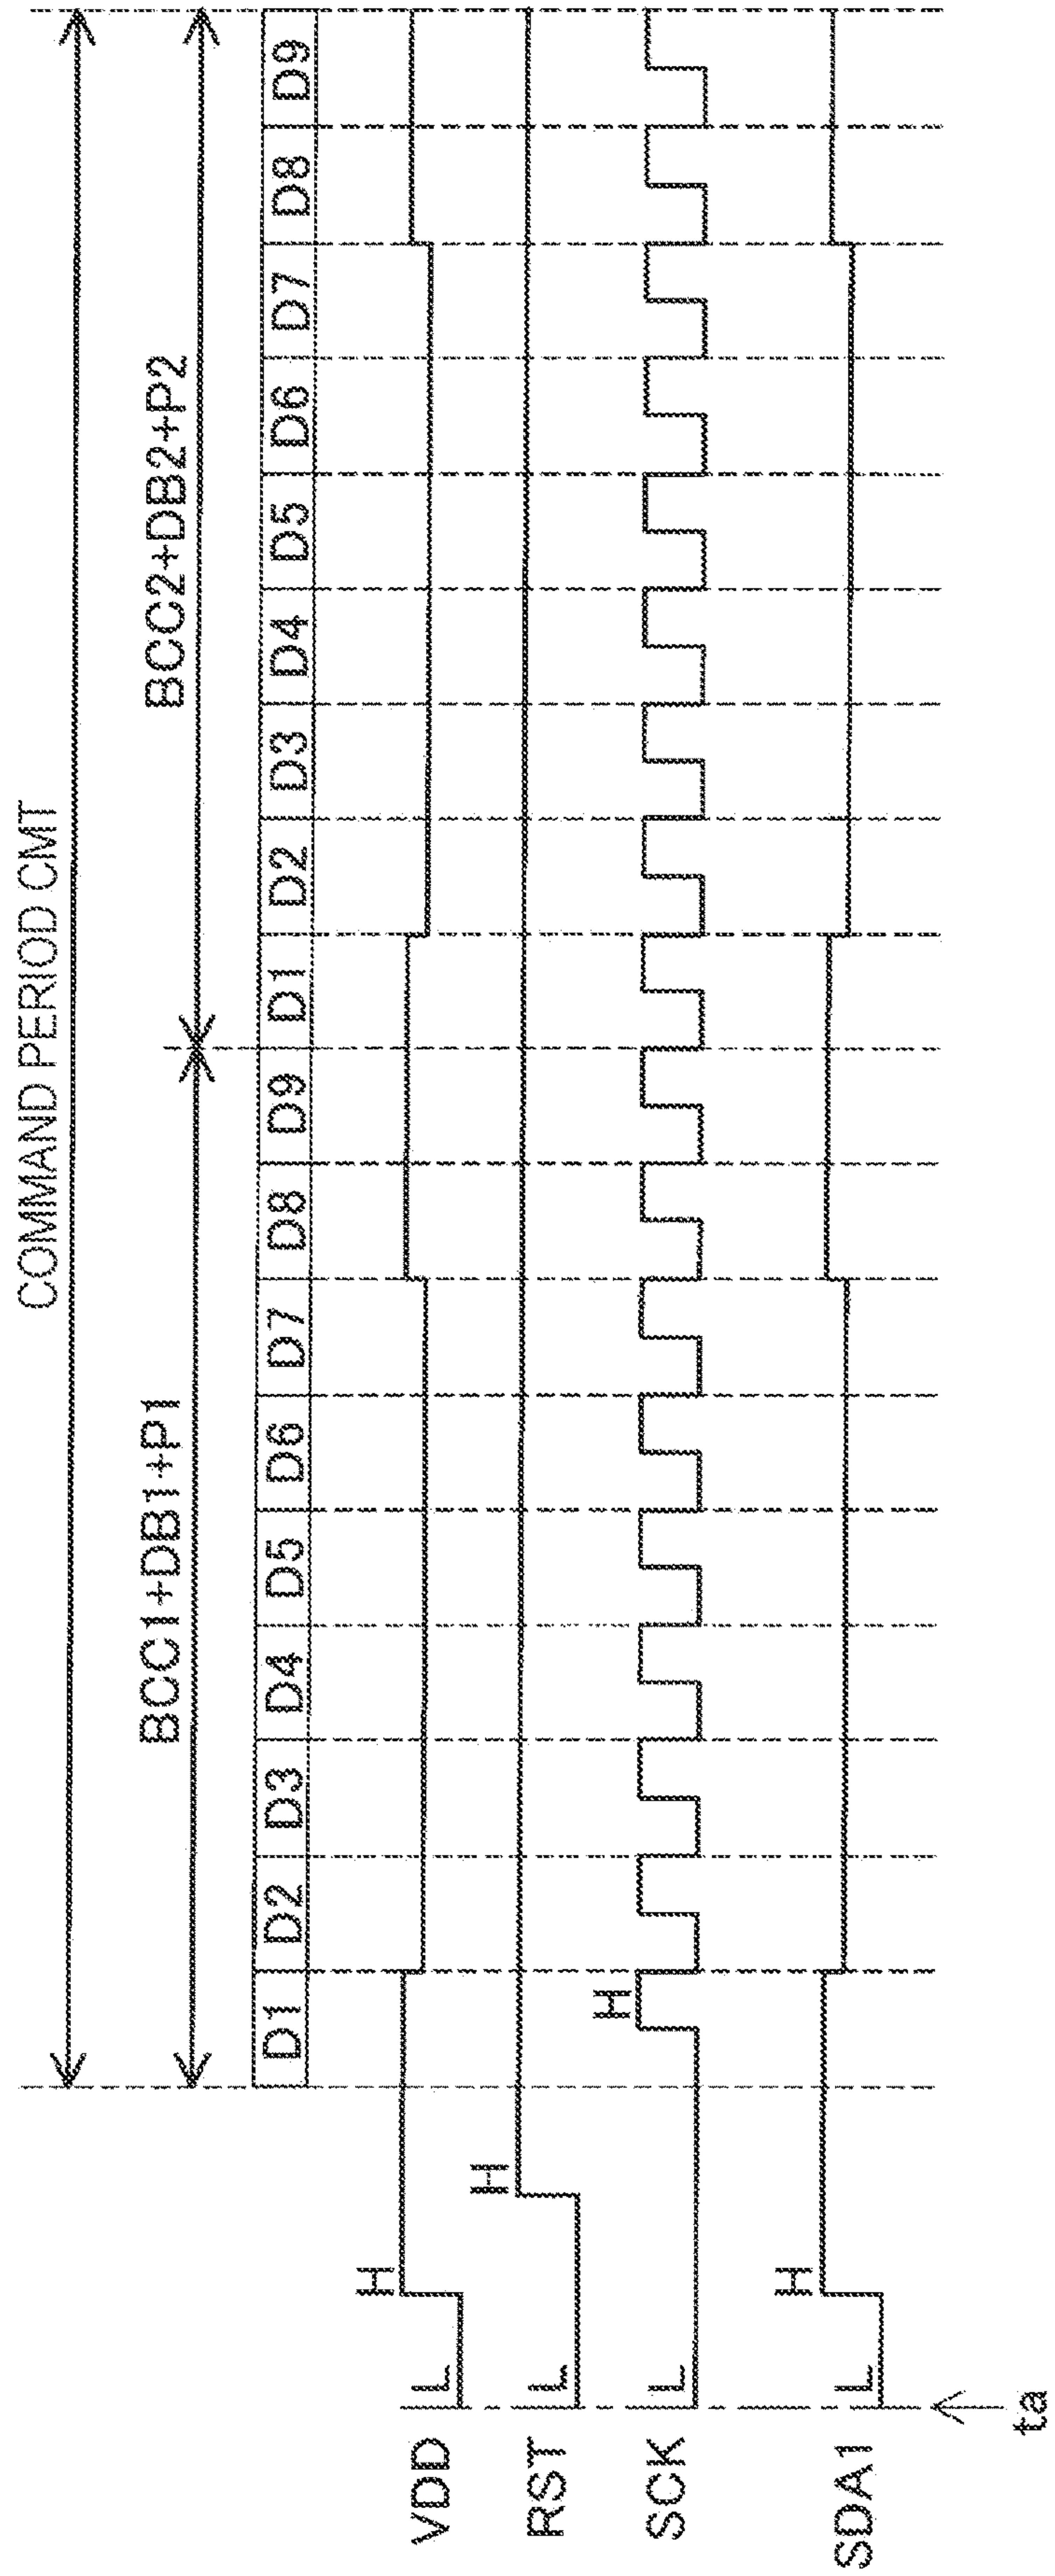 COMMAND PERIOD CMT
BCC1+DB1+P1 BCC2+DB2+P2
D1 D2 D3 D4 D5 D6 D7 D8 D9 D1 D2 D3 D4 D5 D6 D7 D8 D9
VDD L H
RST L H
SCK L H
SDA1 L H
ta